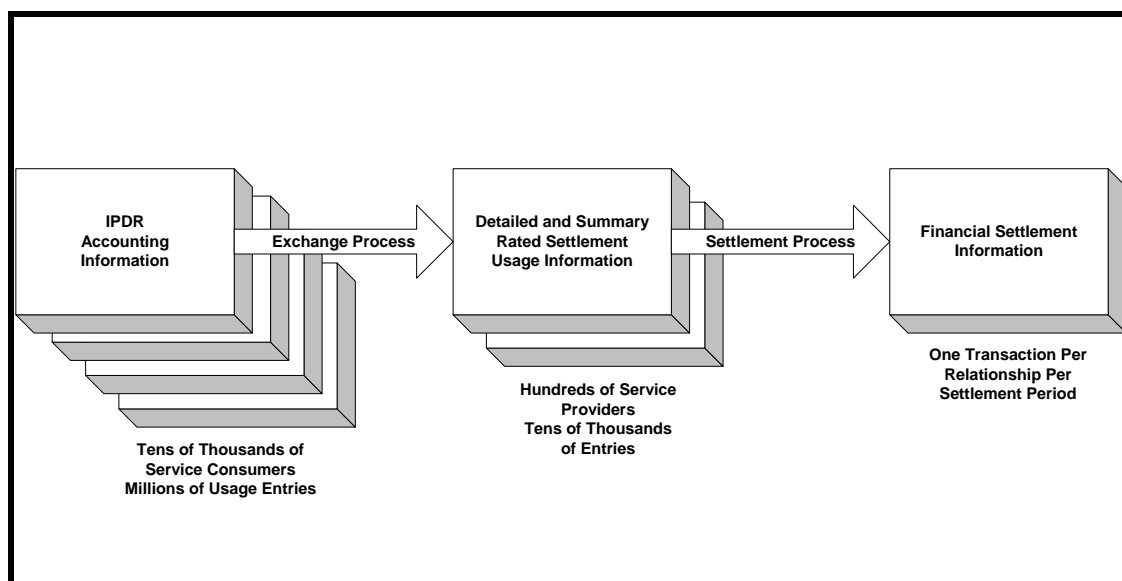 IPDR
Accounting
Information
Exchange Process
Detailed and Summary
Rated Settlement
Usage Information
Settlement Process
Financial Settlement
Information
Tens of Thousands of
Service Consumers
Millions of Usage Entries
Hundreds of Service
Providers
Tens of Thousands
of Entries
One Transaction Per
Relationship Per
Settlement Period